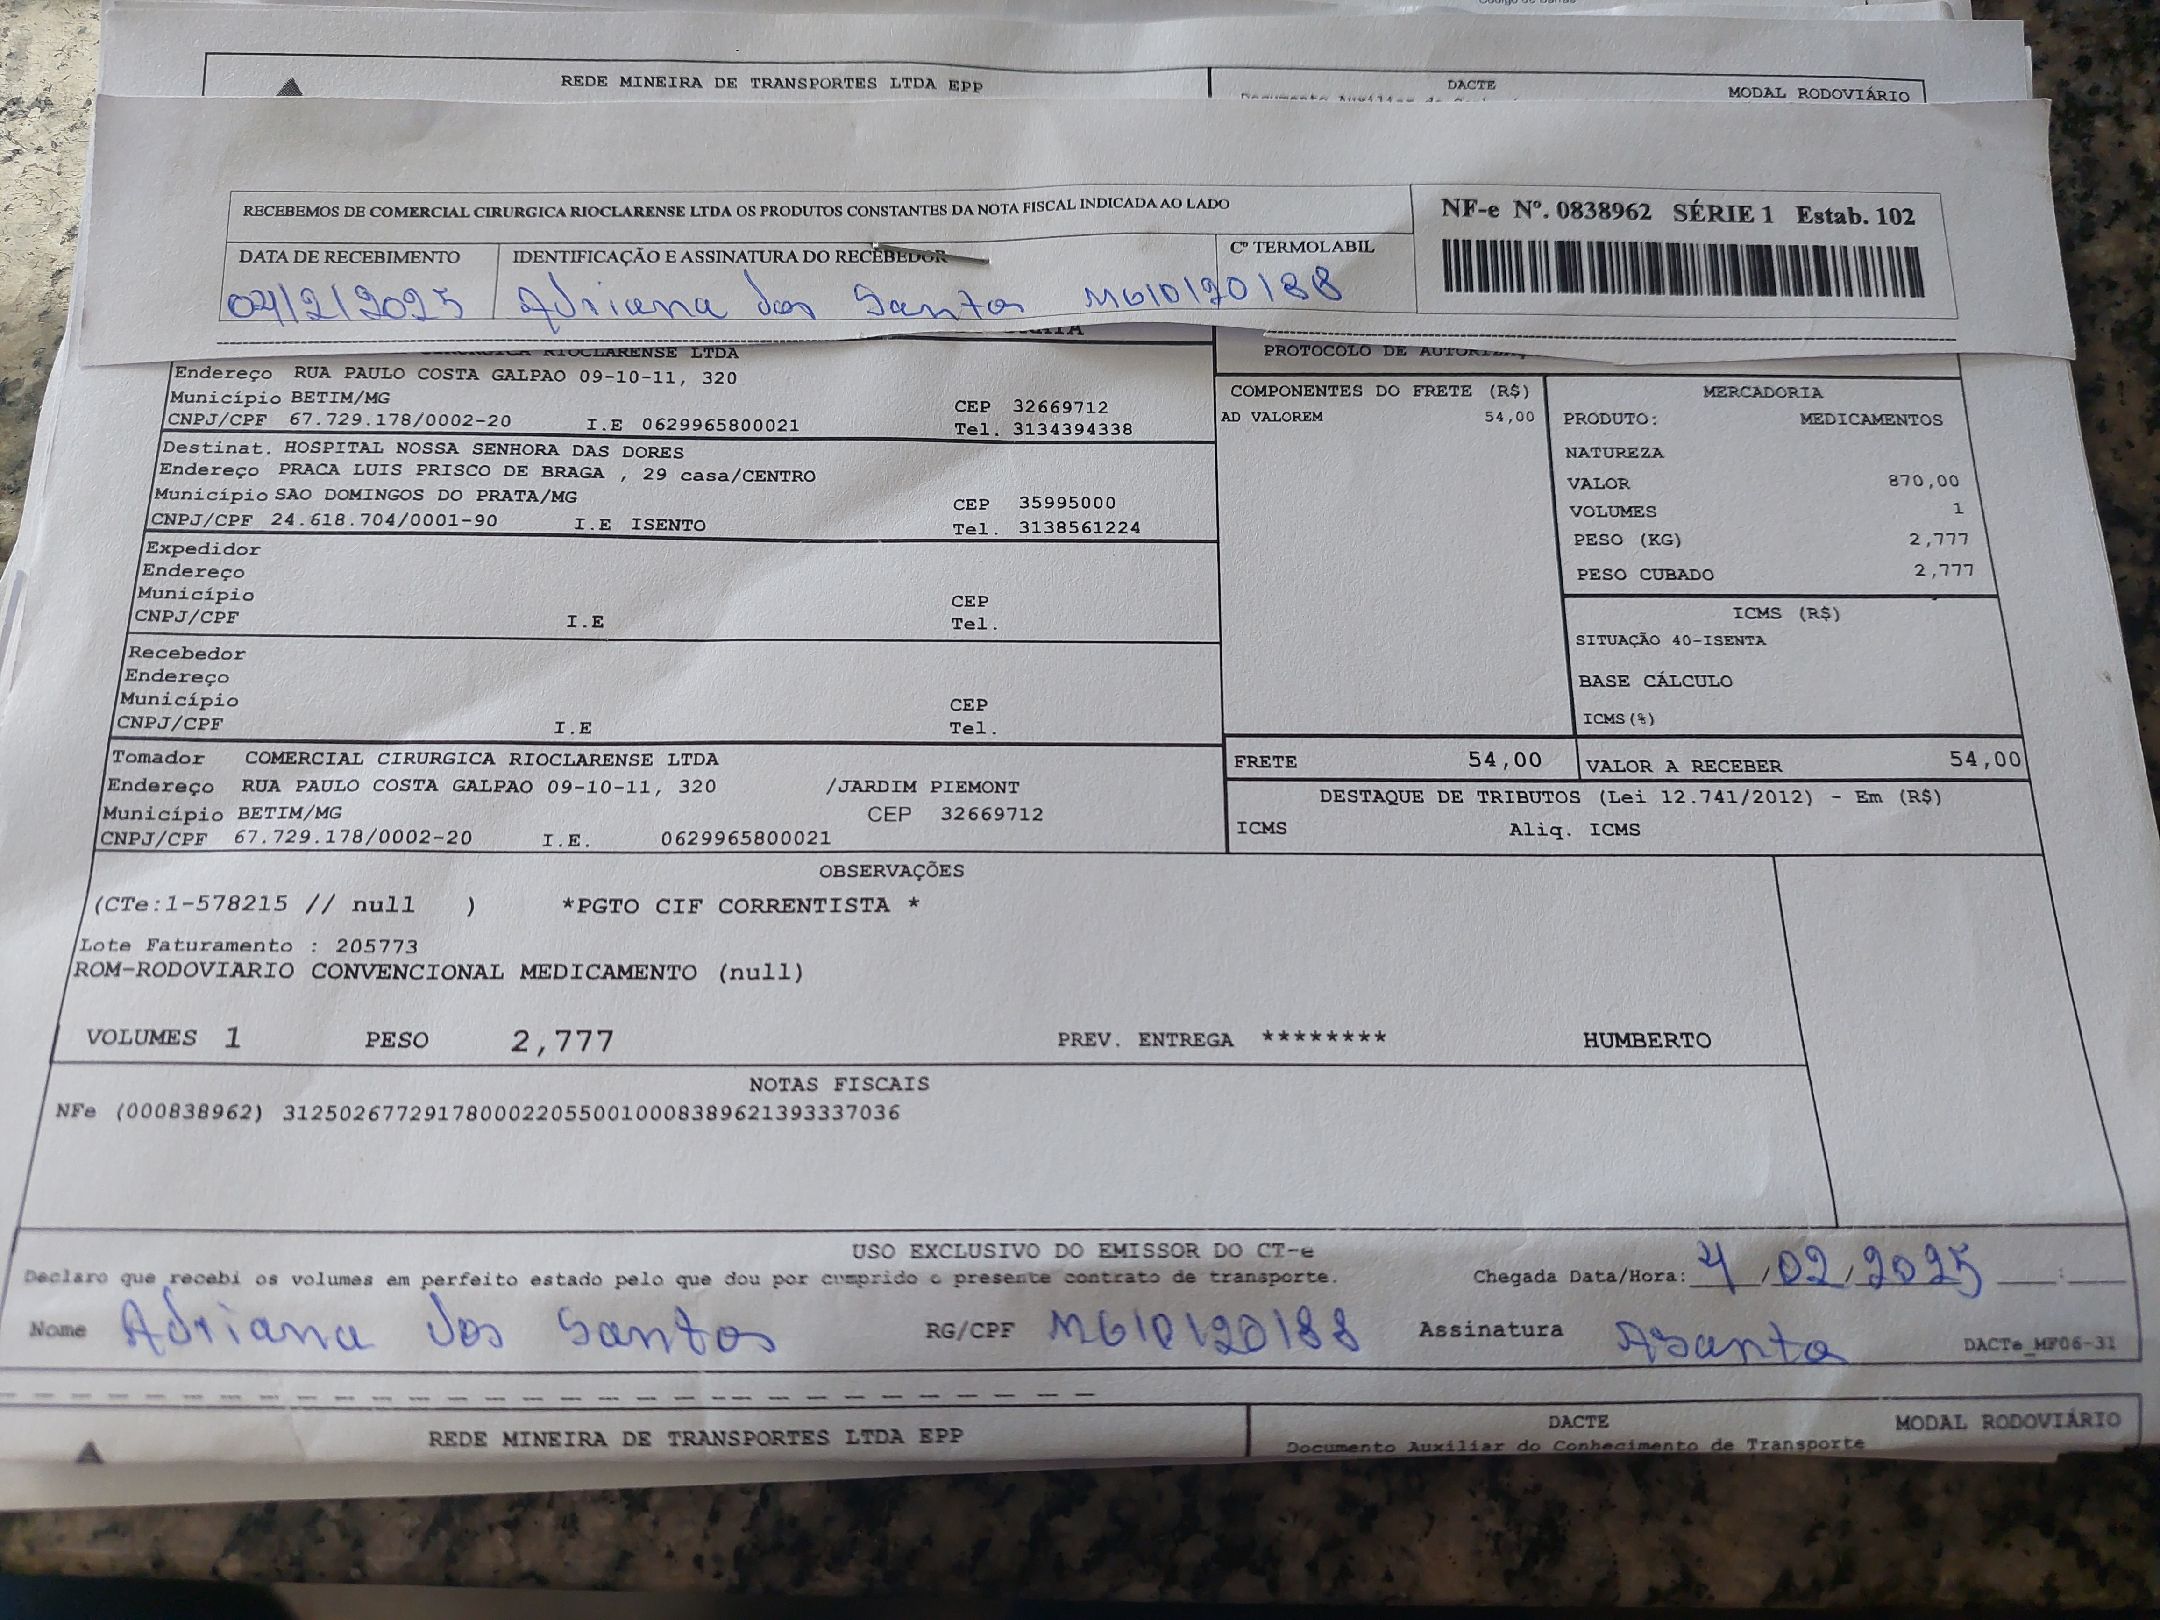 REDE MINEIRA DE TRANSPORTES LTDA EPP
DACTE
MODAL RODOVIÁRIO
RECEBEMOS DE COMERCIAL CIRURGICA RIOCLARENSE LTDA OS PRODUTOS CONSTANTES DA NOTA FISCAL INDICADA AO LADO
NF-e Nº. 0838962 SÉRIE 1 Estab. 102
DATA DE RECEBIMENTO
IDENTIFICAÇÃO E ASSINATURA DO RECEBEDOR
Cº TERMOLABIL
04/2/2025 Adriana dos Santos MG10120188
RIOCLARENSE LTDA
PROTOCOLO DE
Endereço RUA PAULO COSTA GALPAO 09-10-11, 320
Município BETIM/MG CEP 32669712
CNPJ/CPF 67.729.178/0002-20 I.E 0629965800021 Tel. 3134394338
COMPONENTES DO FRETE (R$)
AD VALOREM 54,00
MERCADORIA
PRODUTO: MEDICAMENTOS
NATUREZA
VALOR 870,00
VOLUMES 1
PESO (KG) 2,777
PESO CUBADO 2,777
Destinat. HOSPITAL NOSSA SENHORA DAS DORES
Endereço PRACA LUIS PRISCO DE BRAGA , 29 casa/CENTRO
Município SAO DOMINGOS DO PRATA/MG CEP 35995000
CNPJ/CPF 24.618.704/0001-90 I.E ISENTO Tel. 3138561224
Expedidor
Endereço
Município CEP
CNPJ/CPF I.E Tel.
ICMS (R$)
SITUAÇÃO 40-ISENTA
BASE CÁLCULO
ICMS(%)
Recebedor
Endereço
Município CEP
CNPJ/CPF I.E Tel.
Tomador COMERCIAL CIRURGICA RIOCLARENSE LTDA
Endereço RUA PAULO COSTA GALPAO 09-10-11, 320 /JARDIM PIEMONT
Município BETIM/MG CEP 32669712
CNPJ/CPF 67.729.178/0002-20 I.E. 0629965800021
FRETE 54,00 VALOR A RECEBER 54,00
DESTAQUE DE TRIBUTOS (Lei 12.741/2012) - Em (R$)
ICMS Aliq. ICMS
OBSERVAÇÕES
(CTe:1-578215 // null ) *PGTO CIF CORRENTISTA *
Lote Faturamento : 205773
ROM-RODOVIARIO CONVENCIONAL MEDICAMENTO (null)
VOLUMES 1 PESO 2,777 PREV. ENTREGA ******** HUMBERTO
NOTAS FISCAIS
NFe (000838962) 31250267729178000220550010008389621393337036
USO EXCLUSIVO DO EMISSOR DO CT-e
Declaro que recebi os volumes em perfeito estado pelo que dou por cumprido o presente contrato de transporte.
Chegada Data/Hora: 4/02/2025 :
Nome Adriana dos Santos RG/CPF MG10120188 Assinatura ASanto
DACTe_MF06-31
REDE MINEIRA DE TRANSPORTES LTDA EPP
DACTE
MODAL RODOVIÁRIO
Documento Auxiliar do Conhecimento de Transporte